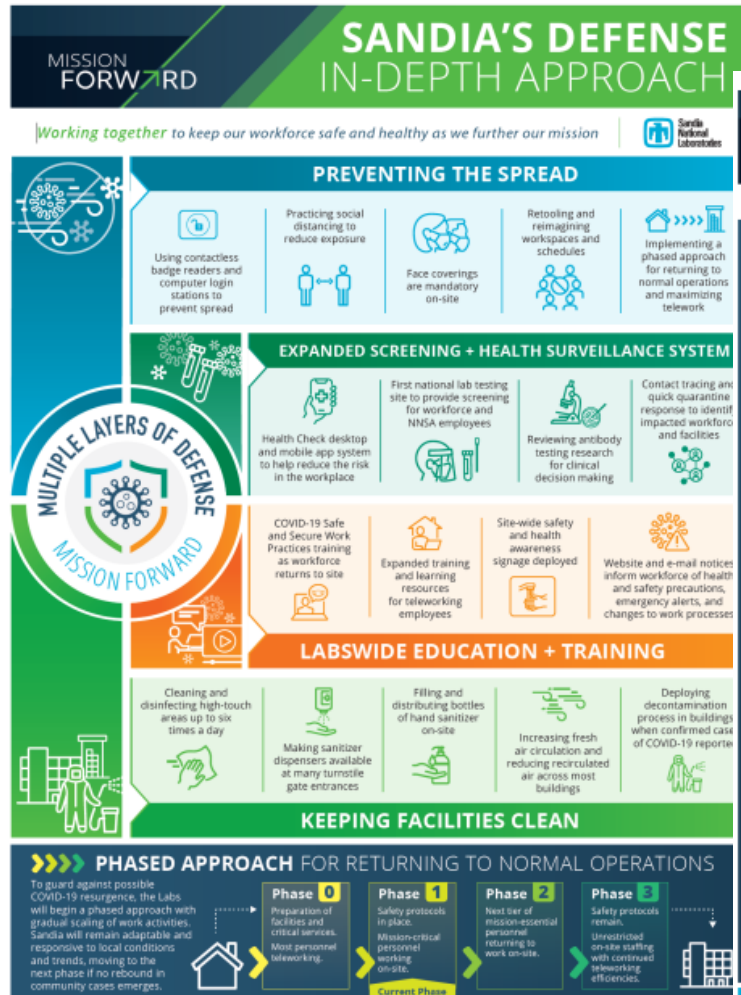 MISSION
FORWARD
SANDIA'S DEFENSE
IN-DEPTH APPROACH
Working together to keep our workforce safe and healthy as we further our mission
Sandia
National
Laboratories
PREVENTING THE SPREAD
Using contactless
badge readers and
computer login
stations to
prevent spread
Practicing social
distancing to
reduce exposure
Face coverings
are mandatory
on-site
Retooling and
reimagining
workspaces and
schedules
Implementing a
phased approach
for returning to
normal operations
and maximizing
telework
EXPANDED SCREENING + HEALTH SURVEILLANCE SYSTEM
Health Check desktop
and mobile app system
to help reduce the risk
in the workplace
First national lab testing
site to provide screening
for workforce and
NNSA employees
Reviewing antibody
testing research
for clinical
decision making
Contact tracing and
quick quarantine
response to identify
impacted workforce
and facilities
MULTIPLE LAYERS OF DEFENSE
MISSION FORWARD
COVID-19 Safe
and Secure Work
Practices training
as workforce
returns to site
Expanded training
and learning
resources
for teleworking
employees
Site-wide safety
and health
awareness
signage deployed
Website and e-mail notices
inform workforce of health
and safety precautions,
emergency alerts, and
changes to work processes
LABSWIDE EDUCATION + TRAINING
Cleaning and
disinfecting high-touch
areas up to six
times a day
Making sanitizer
dispensers available
at many turnstile
gate entrances
Filling and
distributing bottles
of hand sanitizer
on-site
Increasing fresh
air circulation and
reducing recirculated
air across most
buildings
Deploying
decontamination
process in buildings
when confirmed case
of COVID-19 reported
KEEPING FACILITIES CLEAN
PHASED APPROACH FOR RETURNING TO NORMAL OPERATIONS
To guard against possible
COVID-19 resurgence, the Labs
will begin a phased approach with
gradual scaling of work activities.
Sandia will remain adaptable and
responsive to local conditions
and trends, moving to the
next phase if no rebound in
community cases emerges.
Phase 0
Preparation of
facilities and
critical services.
Most personnel
teleworking.
Phase 1
Safety protocols
in place.
Mission-critical
personnel
working
on-site.
Current Phase
Phase 2
Next tier of
mission-essential
personnel
returning to
work on-site.
Phase 3
Safety protocols
remain.
Unrestricted
on-site staffing
with continued
teleworking
efficiencies.